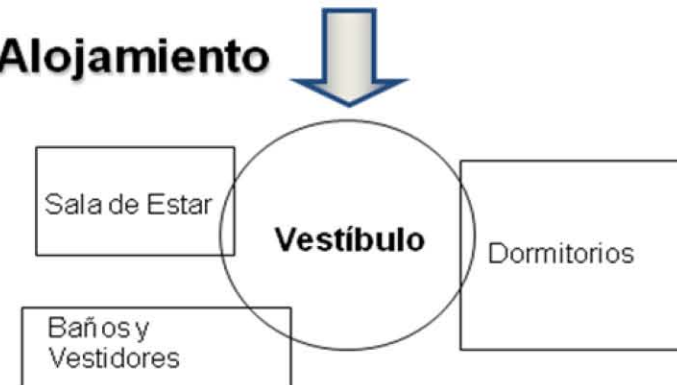 Alojamiento
Sala de Estar
Vestíbulo
Dormitorios
Baños y
Vestidores